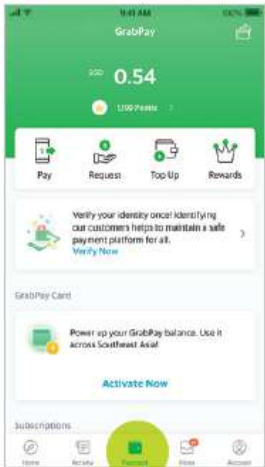 9:41 AM 100%
GrabPay
SGD 0.54
Points
Pay Request Top Up Rewards
Verify your identity once! Identifying
our customers helps to maintain a safe
payment platform for all.
Verify Now
GrabPay Card
Power up your GrabPay balance. Use it
across Southeast Asia!
Activate Now
Subscriptions
Home Activity Payment Inbox Account